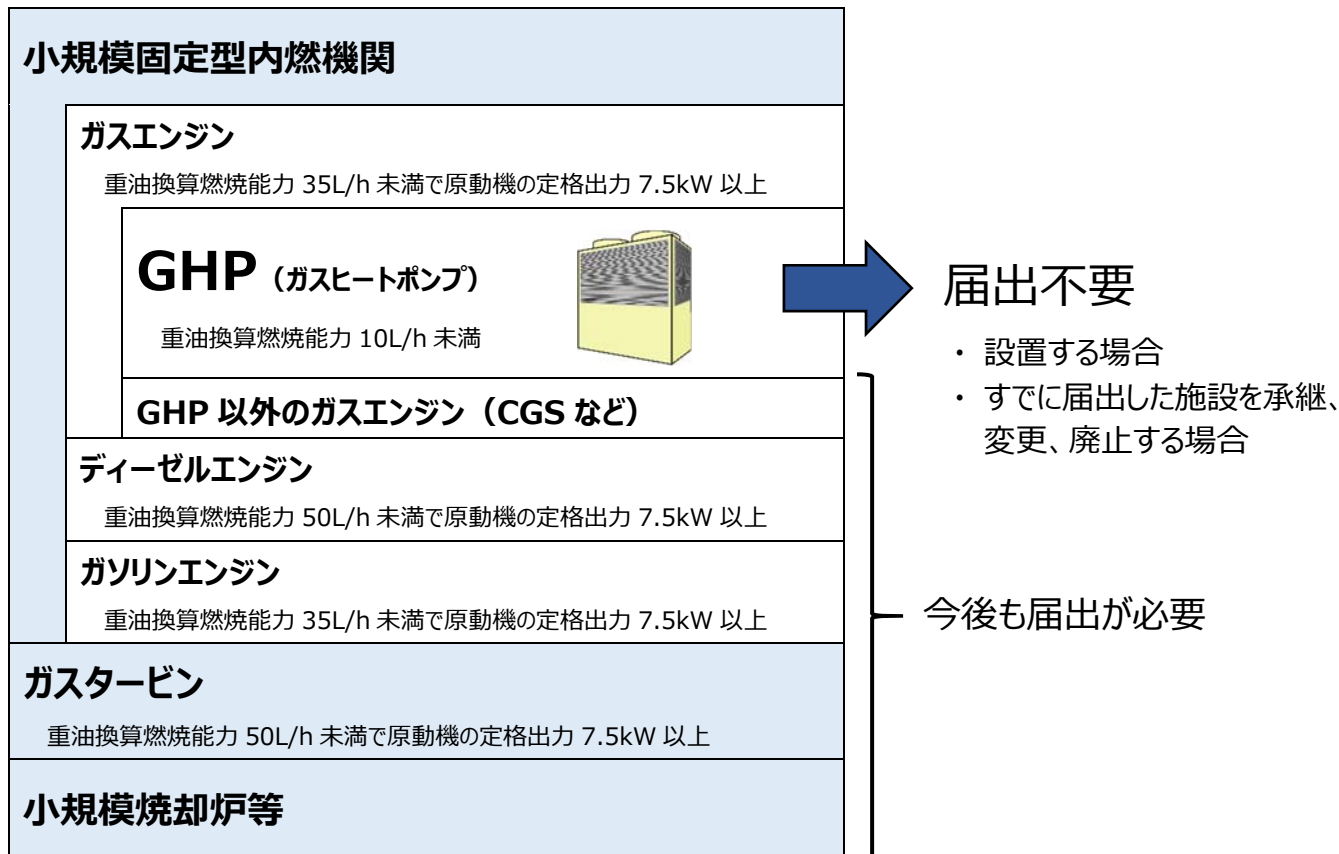 小規模固定型内燃機関
ガスエンジン
重油換算燃焼能力 35L/h 未満で原動機の定格出力 7.5kW 以上
GHP（ガスヒートポンプ）
重油換算燃焼能力 10L/h 未満
GHP 以外のガスエンジン（CGS など）
ディーゼルエンジン
重油換算燃焼能力 50L/h 未満で原動機の定格出力 7.5kW 以上
ガソリンエンジン
重油換算燃焼能力 35L/h 未満で原動機の定格出力 7.5kW 以上
ガスタービン
重油換算燃焼能力 50L/h 未満で原動機の定格出力 7.5kW 以上
小規模焼却炉等
届出不要
・ 設置する場合
・ すでに届出した施設を承継、
変更、廃止する場合
今後も届出が必要